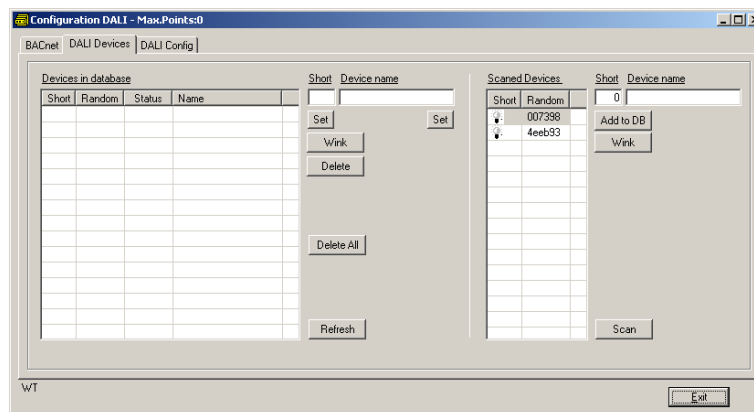 Configuration DALI - Max.Points:0
BACnet DALI Devices DALI Config
Devices in database Short Device name Scaned Devices Short Device name
Short Random Status Name Short Random 0
Set Set 007398 Add to DB
Wink 4eeb93 Wink
Delete
Delete All
Refresh Scan
WT
Exit